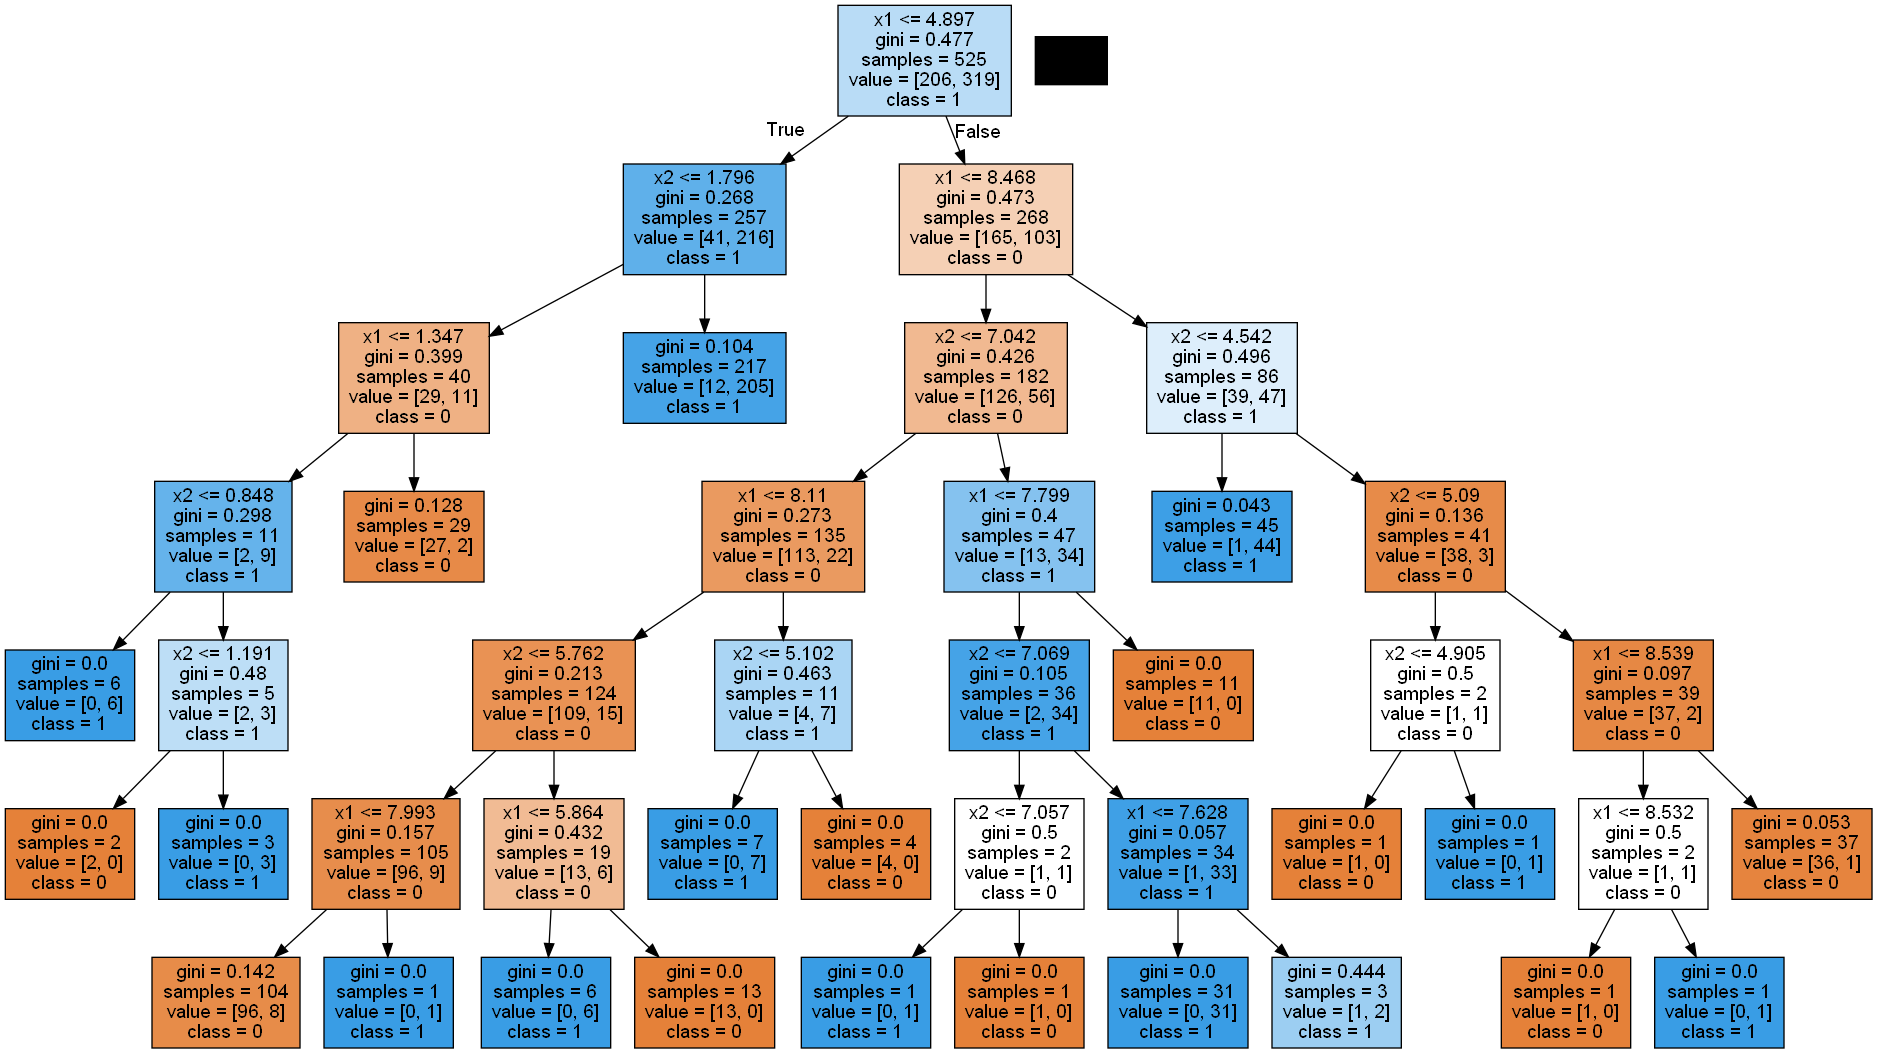 x1 <= 4.897
gini = 0.477
samples = 525
value = [206, 319]
class = 1
True
False
x2 <= 1.796
gini = 0.268
samples = 257
value = [41, 216]
class = 1
x1 <= 8.468
gini = 0.473
samples = 268
value = [165, 103]
class = 0
x1 <= 1.347
gini = 0.399
samples = 40
value = [29, 11]
class = 0
gini = 0.104
samples = 217
value = [12, 205]
class = 1
x2 <= 7.042
gini = 0.426
samples = 182
value = [126, 56]
class = 0
x2 <= 4.542
gini = 0.496
samples = 86
value = [39, 47]
class = 1
x2 <= 0.848
gini = 0.298
samples = 11
value = [2, 9]
class = 1
gini = 0.128
samples = 29
value = [27, 2]
class = 0
x1 <= 8.11
gini = 0.273
samples = 135
value = [113, 22]
class = 0
x1 <= 7.799
gini = 0.4
samples = 47
value = [13, 34]
class = 1
gini = 0.043
samples = 45
value = [1, 44]
class = 1
x2 <= 5.09
gini = 0.136
samples = 41
value = [38, 3]
class = 0
gini = 0.0
samples = 6
value = [0, 6]
class = 1
x2 <= 1.191
gini = 0.48
samples = 5
value = [2, 3]
class = 1
x2 <= 5.762
gini = 0.213
samples = 124
value = [109, 15]
class = 0
x2 <= 5.102
gini = 0.463
samples = 11
value = [4, 7]
class = 1
x2 <= 7.069
gini = 0.105
samples = 36
value = [2, 34]
class = 1
gini = 0.0
samples = 11
value = [11, 0]
class = 0
x2 <= 4.905
gini = 0.5
samples = 2
value = [1, 1]
class = 0
x1 <= 8.539
gini = 0.097
samples = 39
value = [37, 2]
class = 0
gini = 0.0
samples = 2
value = [2, 0]
class = 0
gini = 0.0
samples = 3
value = [0, 3]
class = 1
x1 <= 7.993
gini = 0.157
samples = 105
value = [96, 9]
class = 0
x1 <= 5.864
gini = 0.432
samples = 19
value = [13, 6]
class = 0
gini = 0.0
samples = 7
value = [0, 7]
class = 1
gini = 0.0
samples = 4
value = [4, 0]
class = 0
x2 <= 7.057
gini = 0.5
samples = 2
value = [1, 1]
class = 0
x1 <= 7.628
gini = 0.057
samples = 34
value = [1, 33]
class = 1
gini = 0.0
samples = 1
value = [1, 0]
class = 0
gini = 0.0
samples = 1
value = [0, 1]
class = 1
x1 <= 8.532
gini = 0.5
samples = 2
value = [1, 1]
class = 0
gini = 0.053
samples = 37
value = [36, 1]
class = 0
gini = 0.142
samples = 104
value = [96, 8]
class = 0
gini = 0.0
samples = 1
value = [0, 1]
class = 1
gini = 0.0
samples = 6
value = [0, 6]
class = 1
gini = 0.0
samples = 13
value = [13, 0]
class = 0
gini = 0.0
samples = 1
value = [0, 1]
class = 1
gini = 0.0
samples = 1
value = [1, 0]
class = 0
gini = 0.0
samples = 31
value = [0, 31]
class = 1
gini = 0.444
samples = 3
value = [1, 2]
class = 1
gini = 0.0
samples = 1
value = [1, 0]
class = 0
gini = 0.0
samples = 1
value = [0, 1]
class = 1